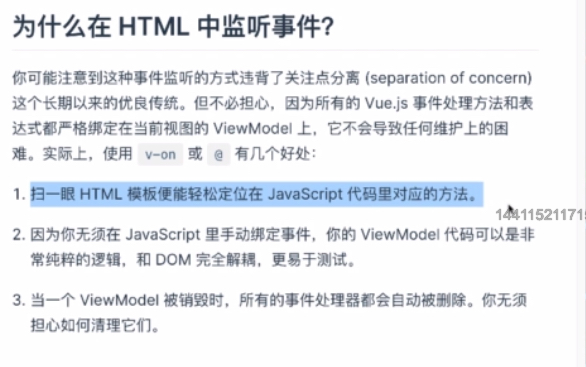 为什么在 HTML 中监听事件?
你可能注意到这种事件监听的方式违背了关注点分离 (separation of concern)
这个长期以来的优良传统。但不必担心，因为所有的 Vue.js 事件处理方法和表
达式都严格绑定在当前视图的 ViewModel 上，它不会导致任何维护上的困
难。实际上，使用 v-on 或 @ 有几个好处：
1. 扫一眼 HTML 模板便能轻松定位在 JavaScript 代码里对应的方法。
14411521171
2. 因为你无须在 JavaScript 里手动绑定事件，你的 ViewModel 代码可以是非
常纯粹的逻辑，和 DOM 完全解耦，更易于测试。
3. 当一个 ViewModel 被销毁时，所有的事件处理器都会自动被删除。你无须
担心如何清理它们。